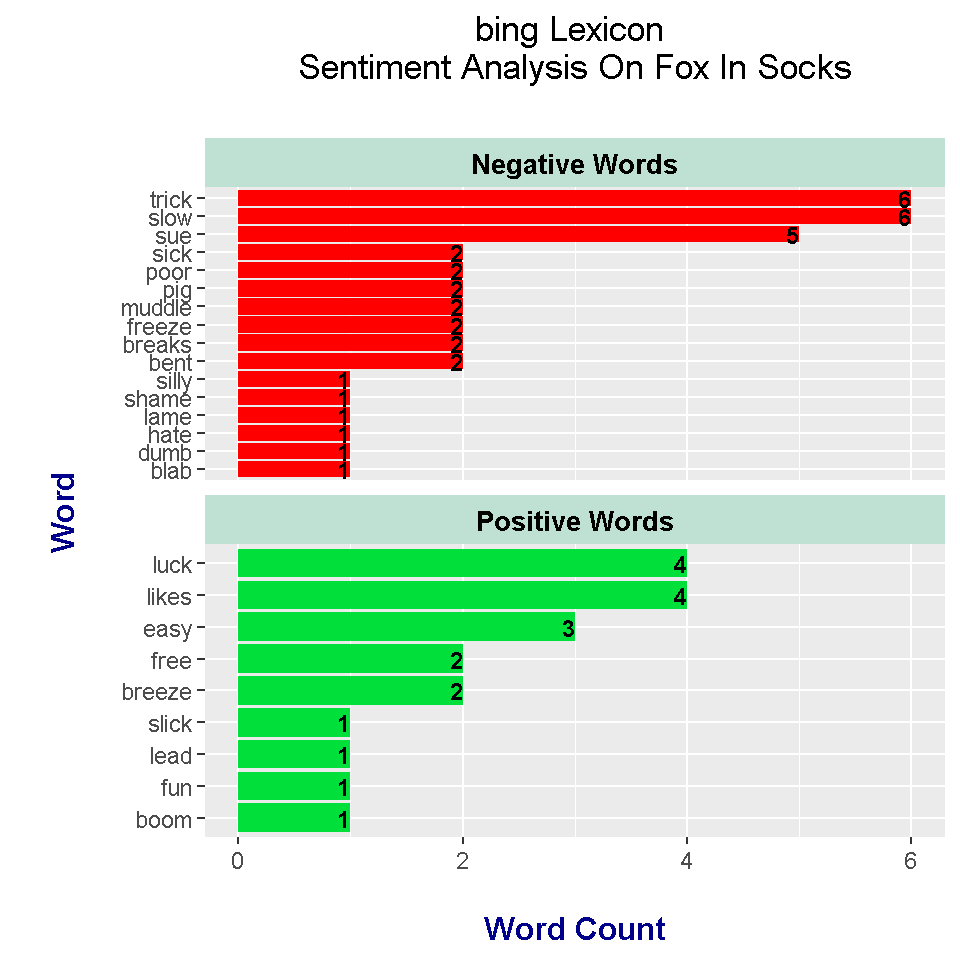 bing Lexicon
Sentiment Analysis On Fox In Socks
Negative Words
trick 6
slow 6
sue 5
sick 2
poor 2
pig 2
muddle 2
freeze 2
breaks 2
bent 2
silly 1
shame 1
lame 1
hate 1
dumb 1
blab 1
Word
Positive Words
luck 4
likes 4
easy 3
free 2
breeze 2
slick 1
lead 1
fun 1
boom 1
0 2 4 6
Word Count